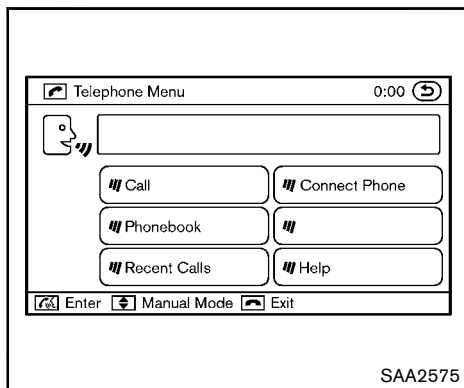 Telephone Menu 0:00
Call
Connect Phone
Phonebook
Recent Calls
Help
Enter Manual Mode Exit
SAA2575